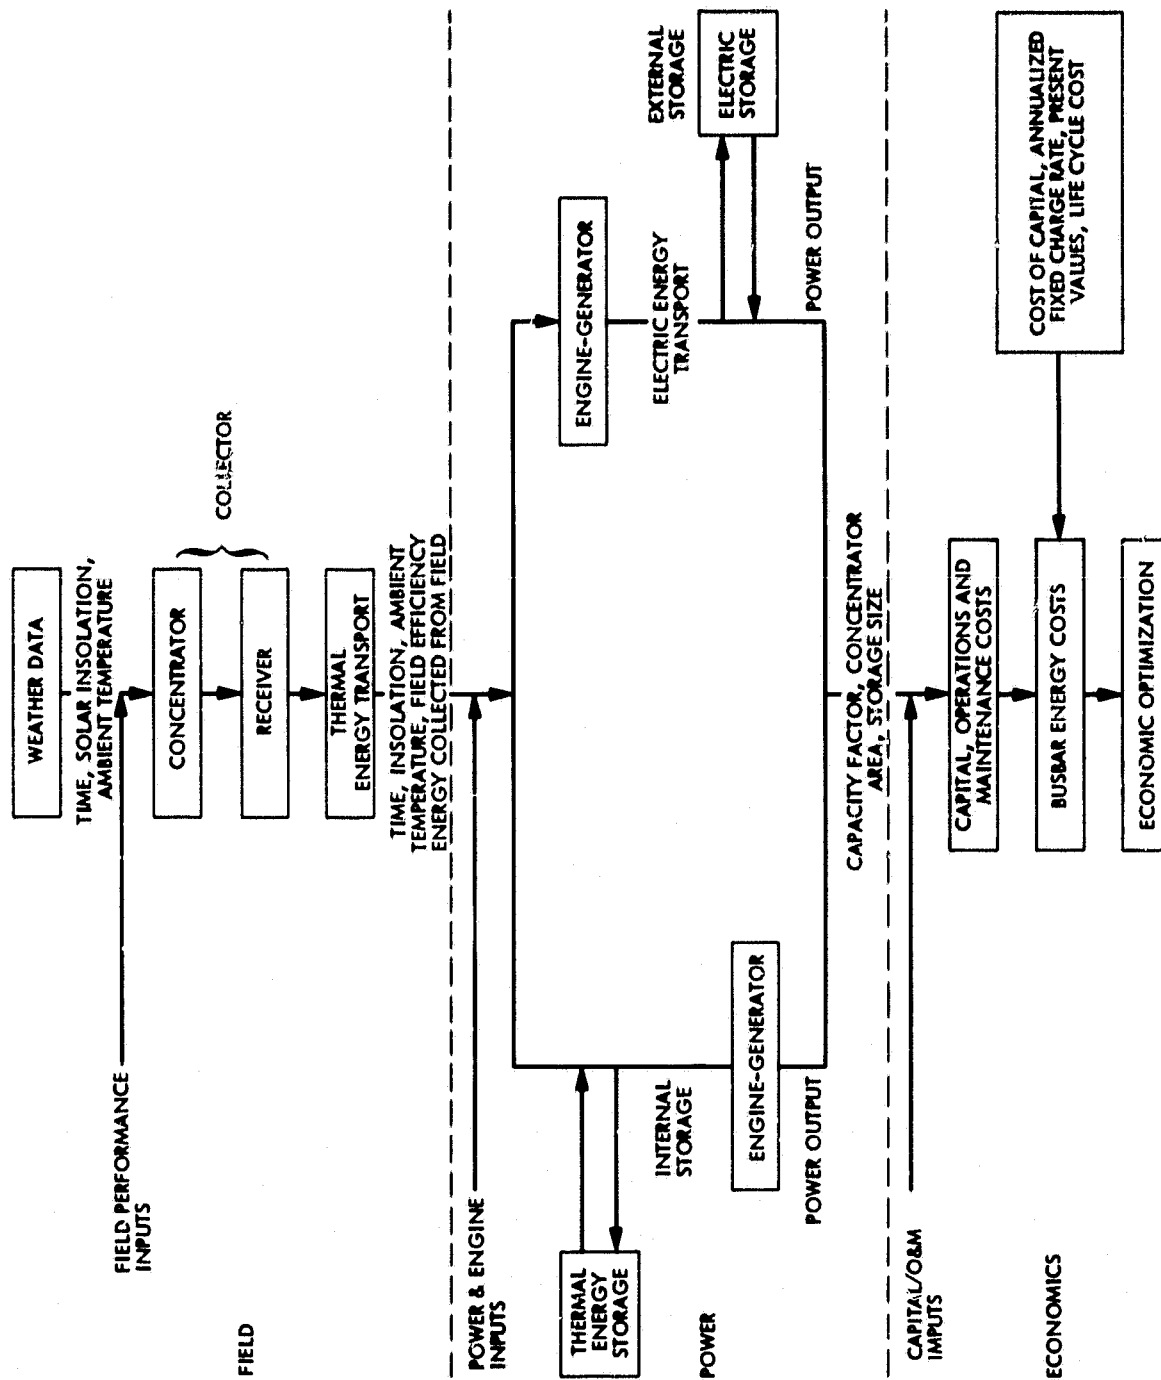 WEATHER DATA
TIME, SOLAR INSOLATION,
AMBIENT TEMPERATURE
FIELD PERFORMANCE
INPUTS
CONCENTRATOR
COLLECTOR
RECEIVER
FIELD
THERMAL
ENERGY TRANSPORT
TIME, INSOLATION, AMBIENT
TEMPERATURE, FIELD EFFICIENCY
ENERGY COLLECTED FROM FIELD
POWER & ENGINE
INPUTS
THERMAL
ENERGY
STORAGE
ENGINE-GENERATOR
INTERNAL
STORAGE
ELECTRIC ENERGY
TRANSPORT
EXTERNAL
STORAGE
ELECTRIC
STORAGE
POWER
ENGINE-GENERATOR
POWER OUTPUT
POWER OUTPUT
CAPACITY FACTOR, CONCENTRATOR
AREA, STORAGE SIZE
CAPITAL/O&M
IMPUTS
CAPITAL, OPERATIONS AND
MAINTENANCE COSTS
ECONOMICS
BUSBAR ENERGY COSTS
COST OF CAPITAL, ANNUALIZED
FIXED CHARGE RATE, PRESENT
VALUES, LIFE CYCLE COST
ECONOMIC OPTIMIZATION